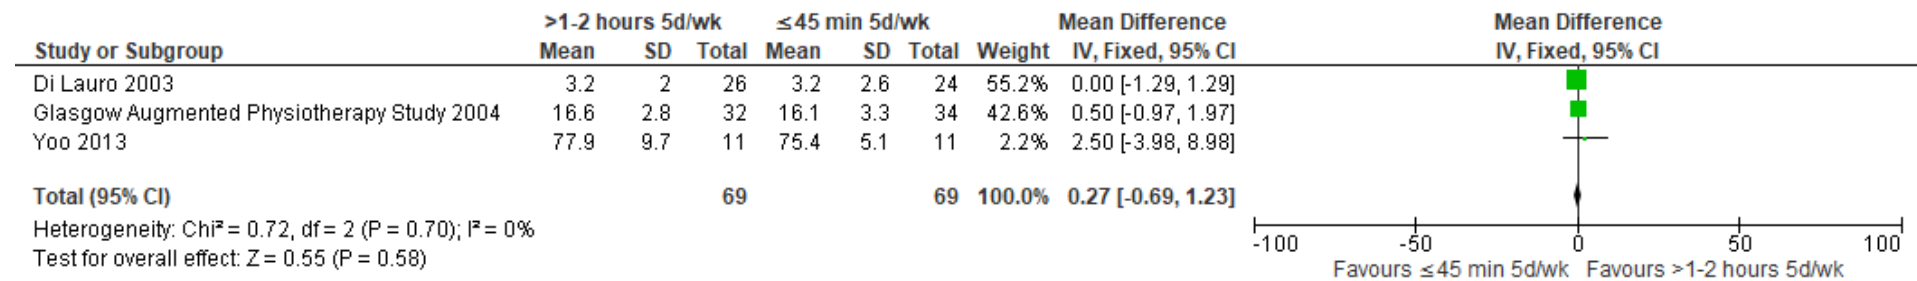 >1-2 hours 5d/wk ≤45 min 5d/wk Mean Difference Mean Difference
Study or Subgroup Mean SD Total Mean SD Total Weight IV, Fixed, 95% CI IV, Fixed, 95% CI
Di Lauro 2003 3.2 2 26 3.2 2.6 24 55.2% 0.00 [-1.29, 1.29]
Glasgow Augmented Physiotherapy Study 2004 16.6 2.8 32 16.1 3.3 34 42.6% 0.50 [-0.97, 1.97]
Yoo 2013 77.9 9.7 11 75.4 5.1 11 2.2% 2.50 [-3.98, 8.98]
Total (95% CI) 69 69 100.0% 0.27 [-0.69, 1.23]
Heterogeneity: Chi² = 0.72, df = 2 (P = 0.70); I² = 0%
Test for overall effect: Z = 0.55 (P = 0.58)
-100 -50 0 50 100
Favours ≤45 min 5d/wk Favours >1-2 hours 5d/wk